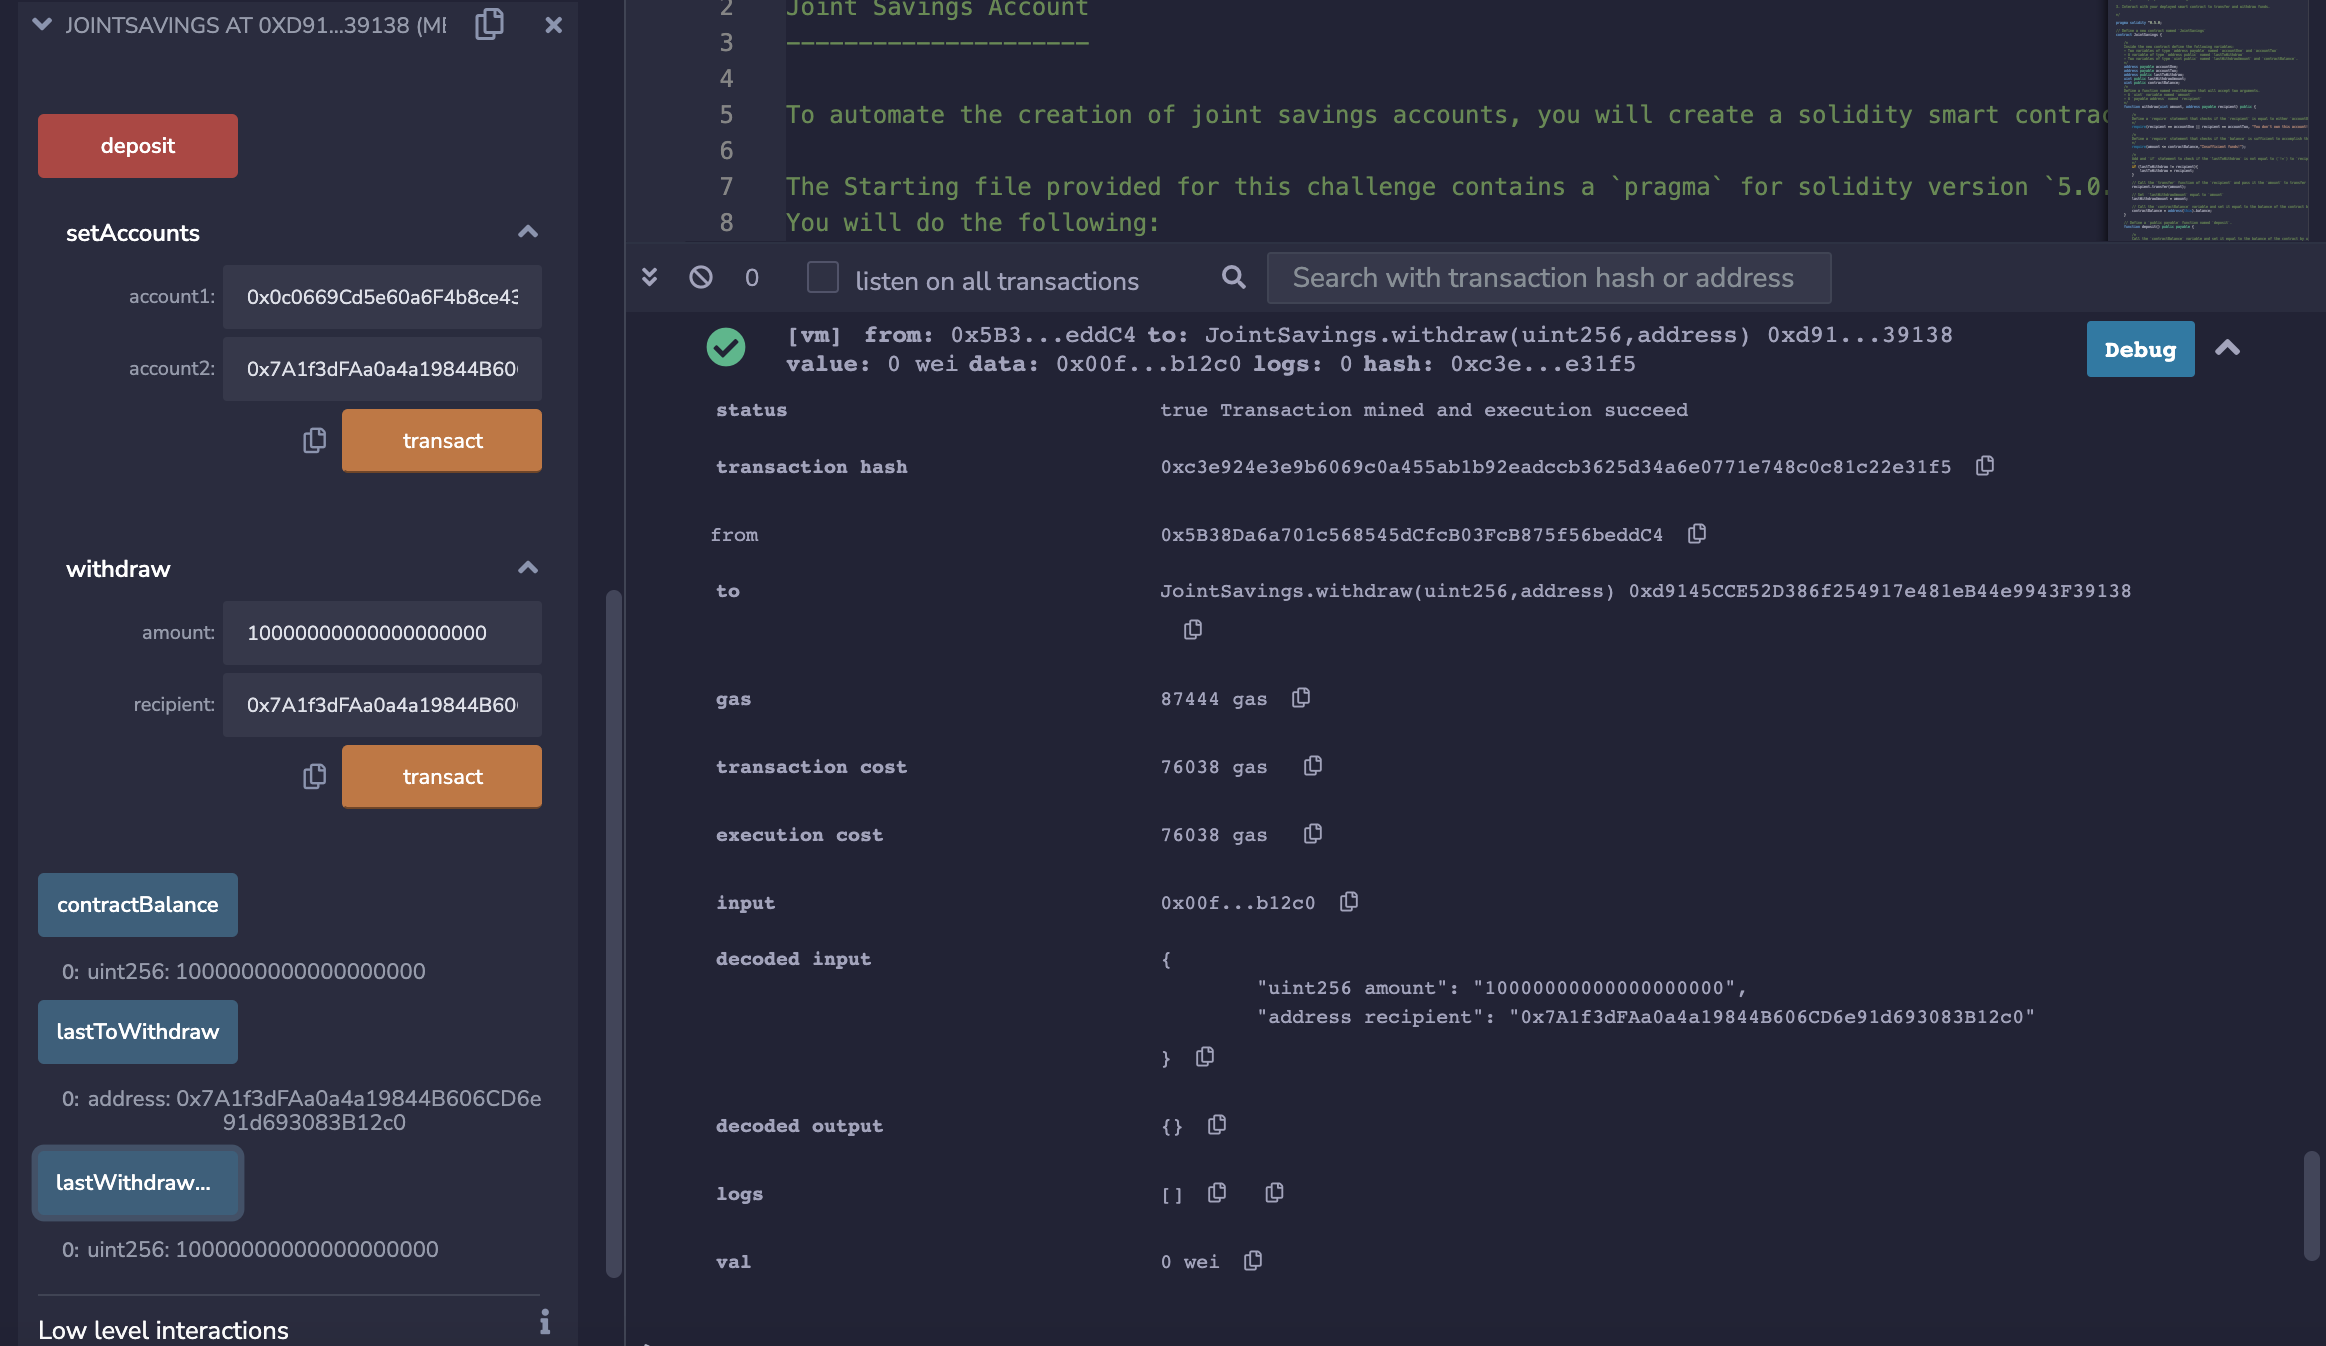 JOINTSAVINGS AT 0XD91...39138 (ME
deposit
setAccounts
account1: 0x0c0669Cd5e60a6F4b8ce43
account2: 0x7A1f3dFAa0a4a19844B60
transact
withdraw
amount: 10000000000000000000
recipient: 0x7A1f3dFAa0a4a19844B60
transact
contractBalance
0: uint256: 1000000000000000000
lastToWithdraw
0: address: 0x7A1f3dFAa0a4a19844B606CD6e
91d693083B12c0
lastWithdraw...
0: uint256: 10000000000000000000
Low level interactions
2 Joint Savings Account
3 ---------------------
4
5 To automate the creation of joint savings accounts, you will create a solidity smart contrac
6
7 The Starting file provided for this challenge contains a `pragma` for solidity version `5.0.
8 You will do the following:
0 listen on all transactions Search with transaction hash or address
[vm] from: 0x5B3...eddC4 to: JointSavings.withdraw(uint256,address) 0xd91...39138
value: 0 wei data: 0x00f...b12c0 logs: 0 hash: 0xc3e...e31f5
Debug
status true Transaction mined and execution succeed
transaction hash 0xc3e924e3e9b6069c0a455ab1b92eadccb3625d34a6e0771e748c0c81c22e31f5
from 0x5B38Da6a701c568545dCfcB03FcB875f56beddC4
to JointSavings.withdraw(uint256,address) 0xd9145CCE52D386f254917e481eB44e9943F39138
gas 87444 gas
transaction cost 76038 gas
execution cost 76038 gas
input 0x00f...b12c0
decoded input {
"uint256 amount": "10000000000000000000",
"address recipient": "0x7A1f3dFAa0a4a19844B606CD6e91d693083B12c0"
}
decoded output {}
logs []
val 0 wei